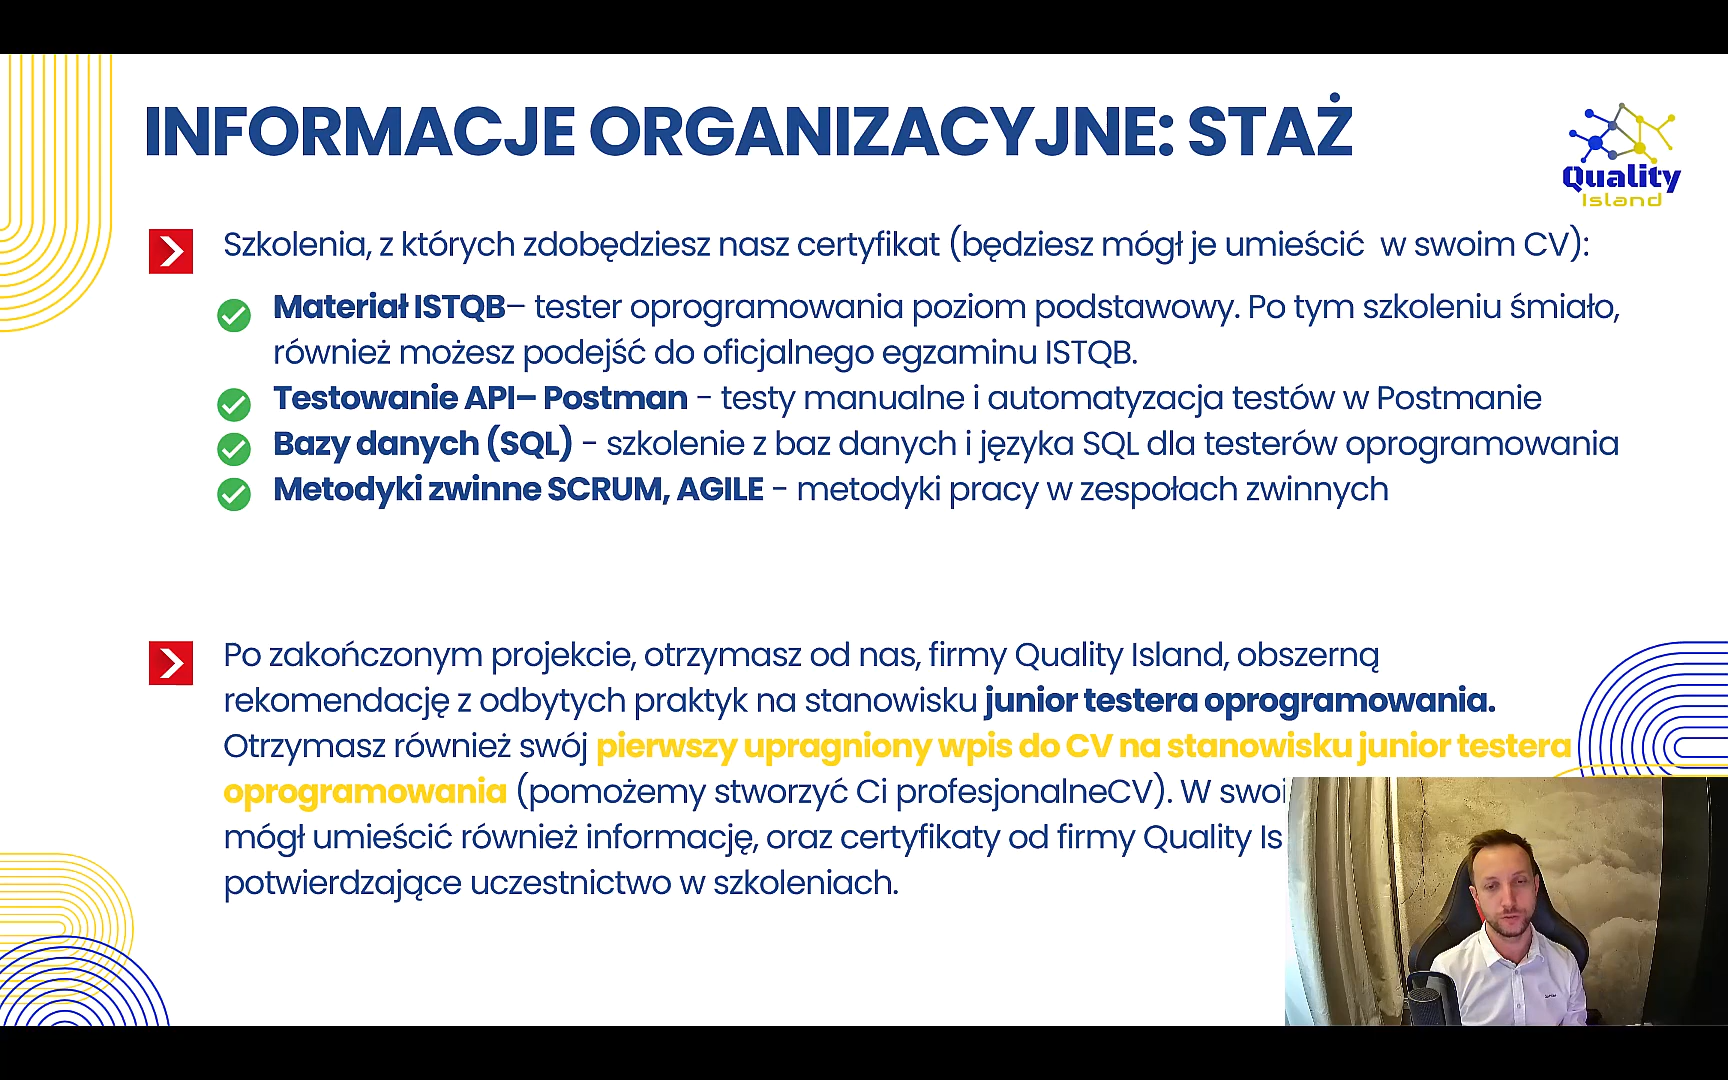 INFORMACJE ORGANIZACYJNE: STAŻ
Quality
Island
Szkolenia, z których zdobędziesz nasz certyfikat (będziesz mógł je umieścić w swoim CV):
Materiał ISTQB– tester oprogramowania poziom podstawowy. Po tym szkoleniu śmiało,
również możesz podejść do oficjalnego egzaminu ISTQB.
Testowanie API– Postman - testy manualne i automatyzacja testów w Postmanie
Bazy danych (SQL) - szkolenie z baz danych i języka SQL dla testerów oprogramowania
Metodyki zwinne SCRUM, AGILE - metodyki pracy w zespołach zwinnych
Po zakończonym projekcie, otrzymasz od nas, firmy Quality Island, obszerną
rekomendację z odbytych praktyk na stanowisku junior testera oprogramowania.
Otrzymasz również swój pierwszy upragniony wpis do CV na stanowisku junior testera
oprogramowania (pomożemy stworzyć Ci profesjonalneCV). W swoi
mógł umieścić również informację, oraz certyfikaty od firmy Quality Is
potwierdzające uczestnictwo w szkoleniach.